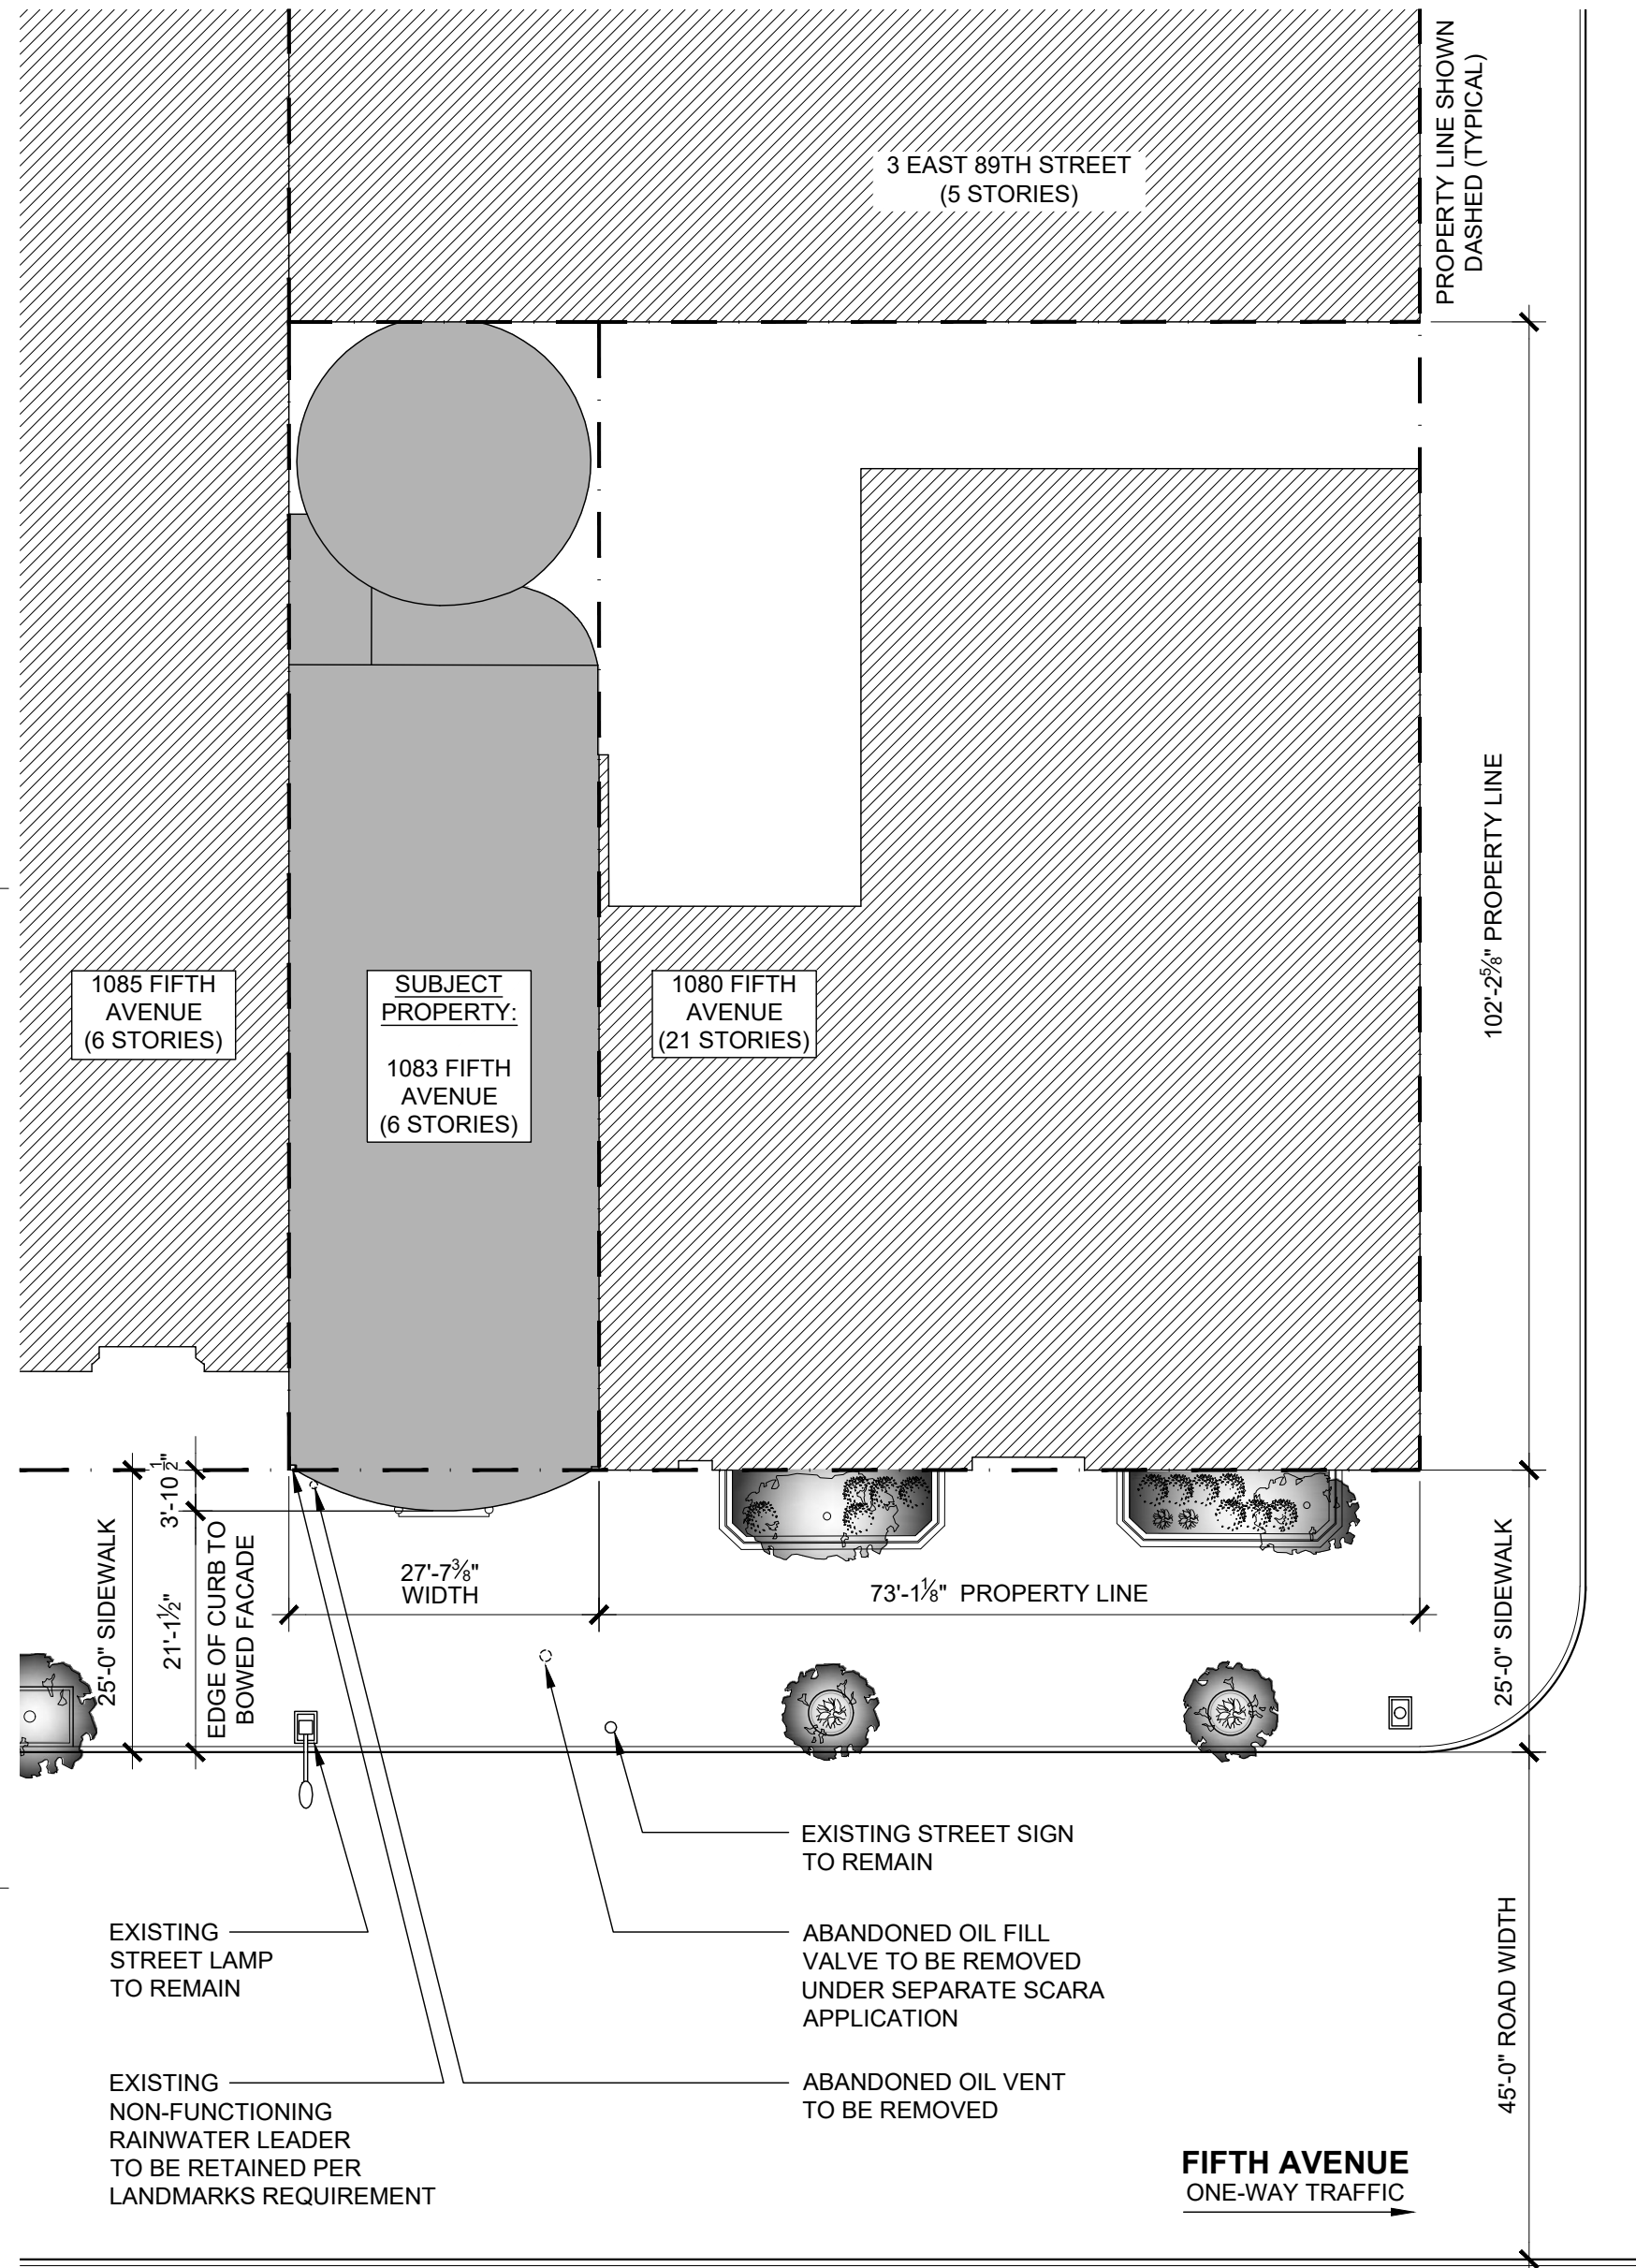 PROPERTY LINE SHOWN
DASHED (TYPICAL)
3 EAST 89TH STREET
(5 STORIES)
102'-2⅝" PROPERTY LINE
1085 FIFTH
AVENUE
(6 STORIES)
SUBJECT
PROPERTY:
1083 FIFTH
AVENUE
(6 STORIES)
1080 FIFTH
AVENUE
(21 STORIES)
25'-0" SIDEWALK
3'-10 ½"
21'-1½"
EDGE OF CURB TO
BOWED FACADE
27'-7⅜"
WIDTH
73'-1⅛" PROPERTY LINE
25'-0" SIDEWALK
EXISTING STREET SIGN
TO REMAIN
EXISTING
STREET LAMP
TO REMAIN
ABANDONED OIL FILL
VALVE TO BE REMOVED
UNDER SEPARATE SCARA
APPLICATION
45'-0" ROAD WIDTH
EXISTING
NON-FUNCTIONING
RAINWATER LEADER
TO BE RETAINED PER
LANDMARKS REQUIREMENT
ABANDONED OIL VENT
TO BE REMOVED
FIFTH AVENUE
ONE-WAY TRAFFIC